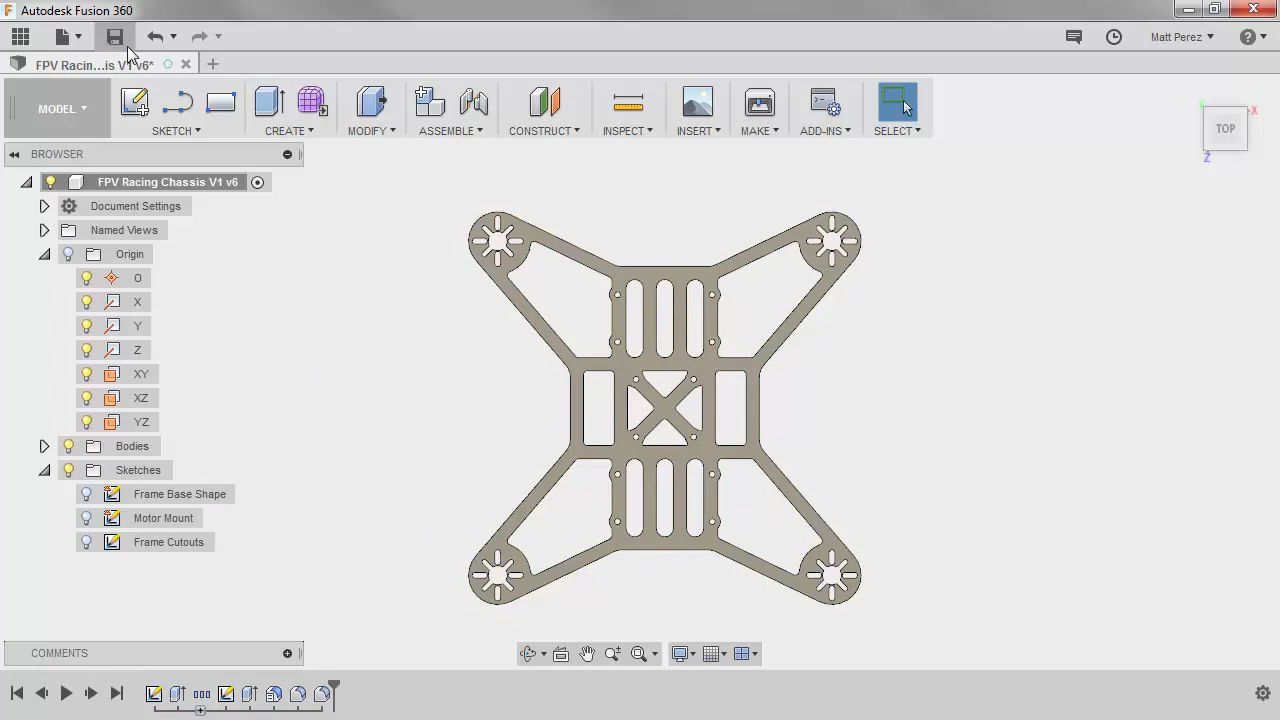 Autodesk Fusion 360
Matt Perez
FPV Racin...is V1 v6*
MODEL
SKETCH
CREATE
MODIFY
ASSEMBLE
CONSTRUCT
INSPECT
INSERT
MAKE
ADD-INS
SELECT
TOP
X
Z
BROWSER
FPV Racing Chassis V1 v6
Document Settings
Named Views
Origin
O
X
Y
Z
XY
XZ
YZ
Bodies
Sketches
Frame Base Shape
Motor Mount
Frame Cutouts
COMMENTS